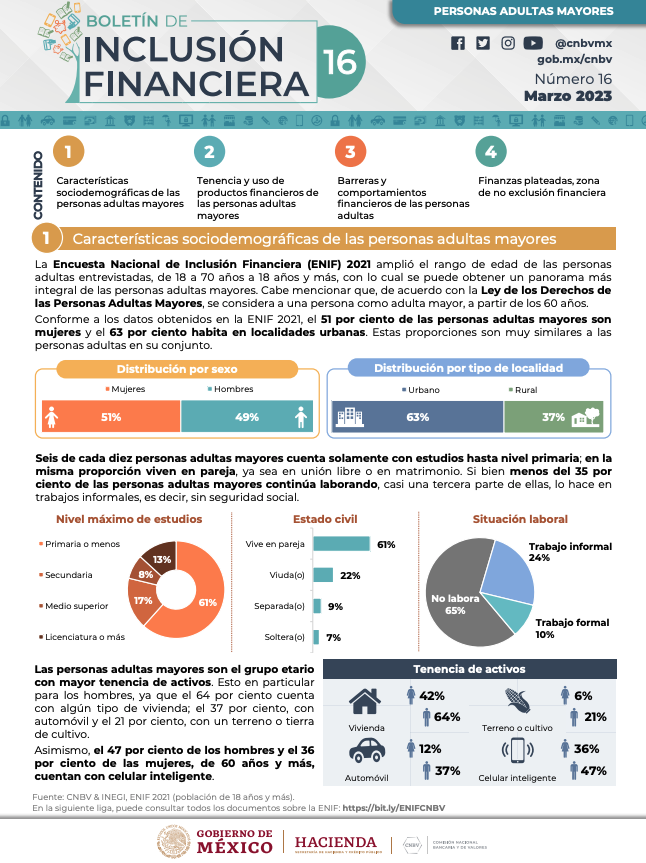 PERSONAS ADULTAS MAYORES
BOLETÍN DE
INCLUSIÓN
FINANCIERA
16
@cnbvmx
gob.mx/cnbv
Número 16
Marzo 2023
CONTENIDO
1
Características
sociodemográficas de las
personas adultas mayores
2
Tenencia y uso de
productos financieros de
las personas adultas
mayores
3
Barreras y
comportamientos
financieros de las personas
adultas
4
Finanzas plateadas, zona
de no exclusión financiera
1 Características sociodemográficas de las personas adultas mayores
La Encuesta Nacional de Inclusión Financiera (ENIF) 2021 amplió el rango de edad de las personas
adultas entrevistadas, de 18 a 70 años a 18 años y más, con lo cual se puede obtener un panorama más
integral de las personas adultas mayores. Cabe mencionar que, de acuerdo con la Ley de los Derechos de
las Personas Adultas Mayores, se considera a una persona como adulta mayor, a partir de los 60 años.
Conforme a los datos obtenidos en la ENIF 2021, el 51 por ciento de las personas adultas mayores son
mujeres y el 63 por ciento habita en localidades urbanas. Estas proporciones son muy similares a las
personas adultas en su conjunto.
Distribución por sexo
Mujeres Hombres
51% 49%
Distribución por tipo de localidad
Urbano Rural
63% 37%
Seis de cada diez personas adultas mayores cuenta solamente con estudios hasta nivel primaria; en la
misma proporción viven en pareja, ya sea en unión libre o en matrimonio. Si bien menos del 35 por
ciento de las personas adultas mayores continúa laborando, casi una tercera parte de ellas, lo hace en
trabajos informales, es decir, sin seguridad social.
Nivel máximo de estudios
Primaria o menos
Secundaria
Medio superior
Licenciatura o más
13%
8%
17%
61%
Estado civil
Vive en pareja 61%
Viuda(o) 22%
Separada(o) 9%
Soltera(o) 7%
Situación laboral
Trabajo informal
24%
No labora
65%
Trabajo formal
10%
Las personas adultas mayores son el grupo etario
con mayor tenencia de activos. Esto en particular
para los hombres, ya que el 64 por ciento cuenta
con algún tipo de vivienda; el 37 por ciento, con
automóvil y el 21 por ciento, con un terreno o tierra
de cultivo.
Asimismo, el 47 por ciento de los hombres y el 36
por ciento de las mujeres, de 60 años y más,
cuentan con celular inteligente.
Tenencia de activos
42%
64%
Vivienda
6%
21%
Terreno o cultivo
12%
37%
Automóvil
36%
47%
Celular inteligente
Fuente: CNBV & INEGI, ENIF 2021 (población de 18 años y más).
En la siguiente liga, puede consultar todos los documentos sobre la ENIF: https://bit.ly/ENIFCNBV
GOBIERNO DE
MÉXICO
HACIENDA
CNBV
COMISIÓN NACIONAL
BANCARIA Y DE VALORES